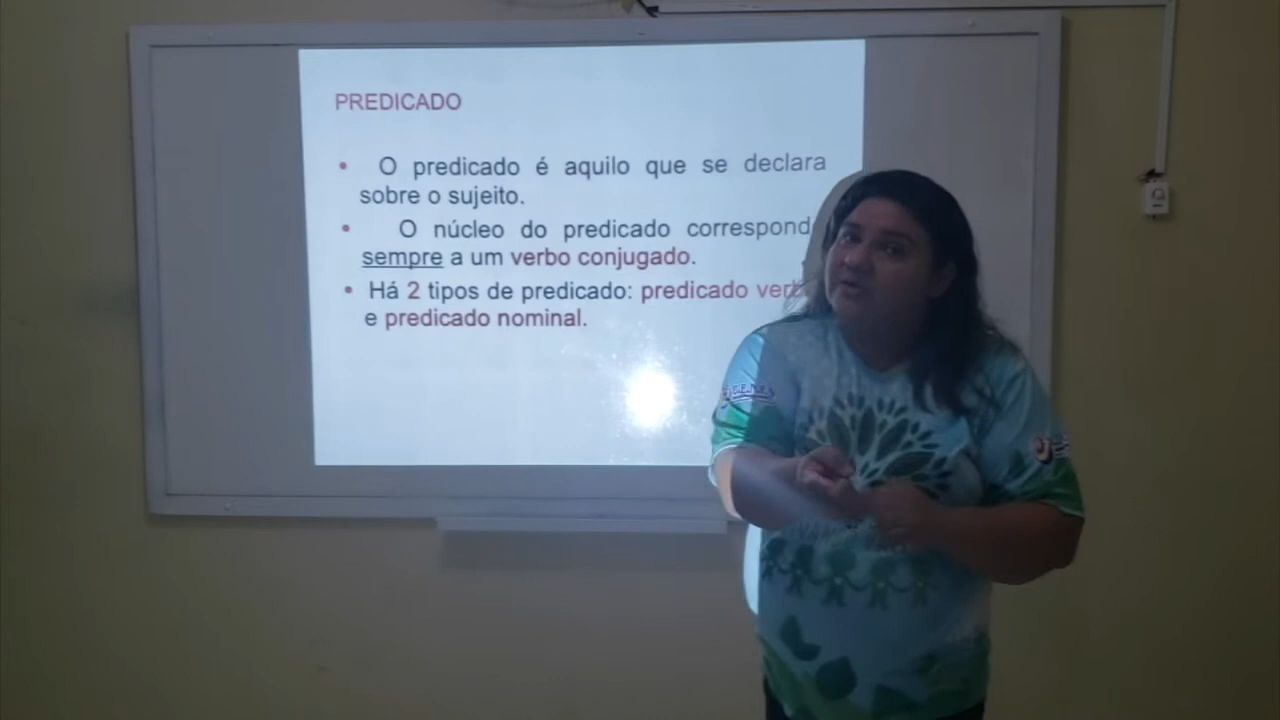 PREDICADO
• O predicado é aquilo que se declara
sobre o sujeito.
• O núcleo do predicado correspond
sempre a um verbo conjugado.
• Há 2 tipos de predicado: predicado verb
e predicado nominal.